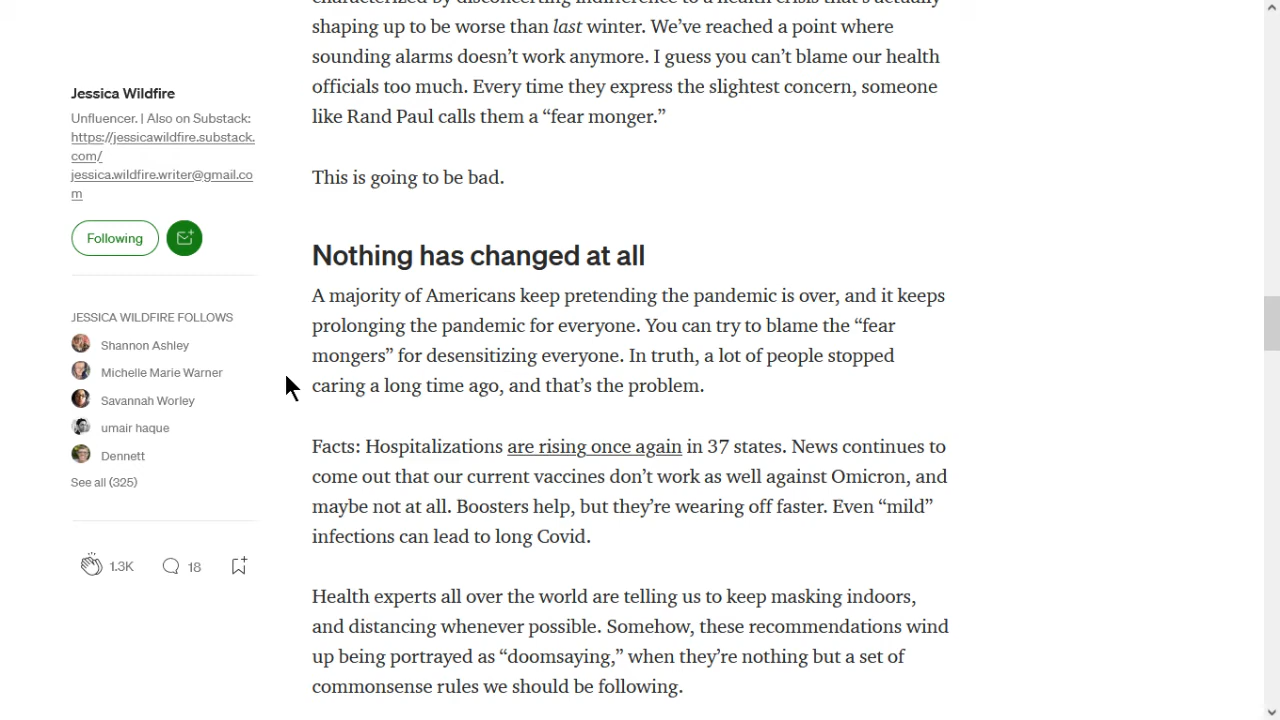 characterized by disconcerting indifference to a health crisis that's actually
shaping up to be worse than last winter. We've reached a point where
sounding alarms doesn't work anymore. I guess you can't blame our health
officials too much. Every time they express the slightest concern, someone
like Rand Paul calls them a “fear monger.”
This is going to be bad.
Nothing has changed at all
A majority of Americans keep pretending the pandemic is over, and it keeps
prolonging the pandemic for everyone. You can try to blame the “fear
mongers” for desensitizing everyone. In truth, a lot of people stopped
caring a long time ago, and that’s the problem.
Facts: Hospitalizations are rising once again in 37 states. News continues to
come out that our current vaccines don’t work as well against Omicron, and
maybe not at all. Boosters help, but they’re wearing off faster. Even “mild”
infections can lead to long Covid.
Health experts all over the world are telling us to keep masking indoors,
and distancing whenever possible. Somehow, these recommendations wind
up being portrayed as “doomsaying,” when they’re nothing but a set of
commonsense rules we should be following.
Jessica Wildfire
Unfluencer. | Also on Substack:
https://jessicawildfire.substack.
com/
jessica.wildfire.writer@gmail.co
m
Following
JESSICA WILDFIRE FOLLOWS
Shannon Ashley
Michelle Marie Warner
Savannah Worley
umair haque
Dennett
See all (325)
1.3K
18